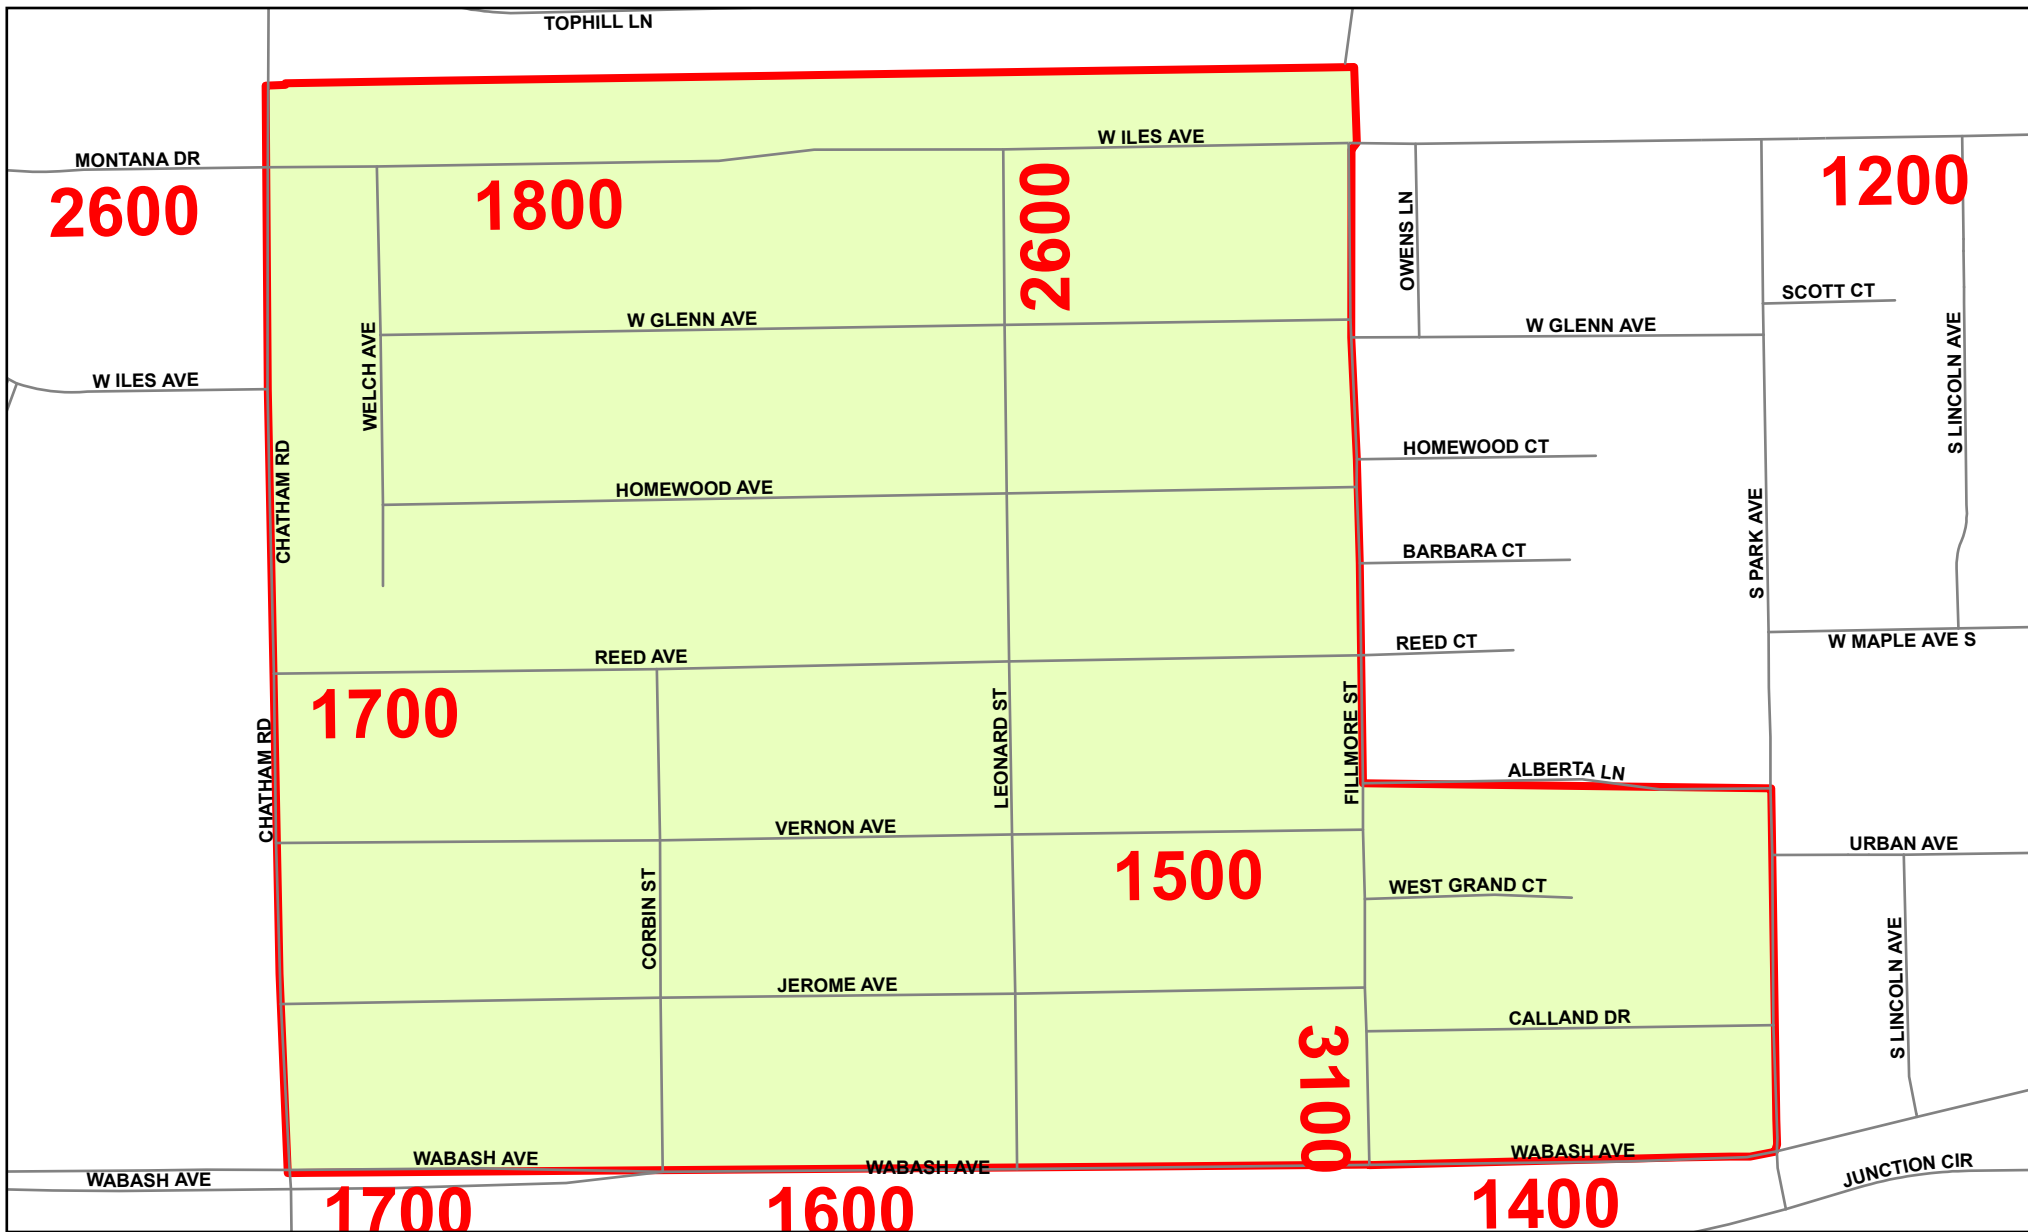 TOPHILL LN
W ILES AVE
MONTANA DR
2600
1800
2600
1200
OWENS LN
SCOTT CT
W GLENN AVE
W GLENN AVE
WELCH AVE
S LINCOLN AVE
W ILES AVE
HOMEWOOD CT
CHATHAM RD
HOMEWOOD AVE
S PARK AVE
BARBARA CT
REED CT
W MAPLE AVE S
REED AVE
1700
LEONARD ST
FILLMORE ST
CHATHAM RD
ALBERTA LN
VERNON AVE
URBAN AVE
1500
WEST GRAND CT
CORBIN ST
S LINCOLN AVE
JEROME AVE
CALLAND DR
3100
WABASH AVE
WABASH AVE
WABASH AVE
WABASH AVE
JUNCTION CIR
1700
1600
1400